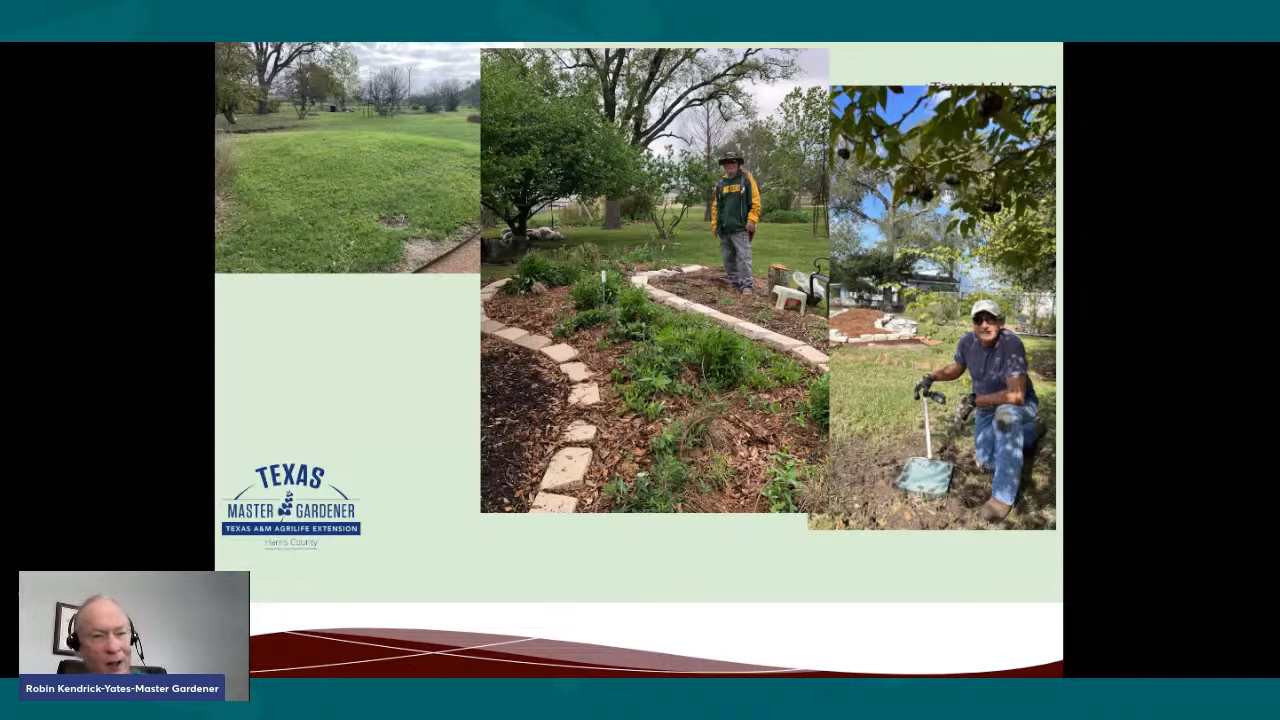 TEXAS
MASTER GARDENER
TEXAS A&M AGRILIFE EXTENSION
Harris County
Robin Kendrick-Yates-Master Gardener